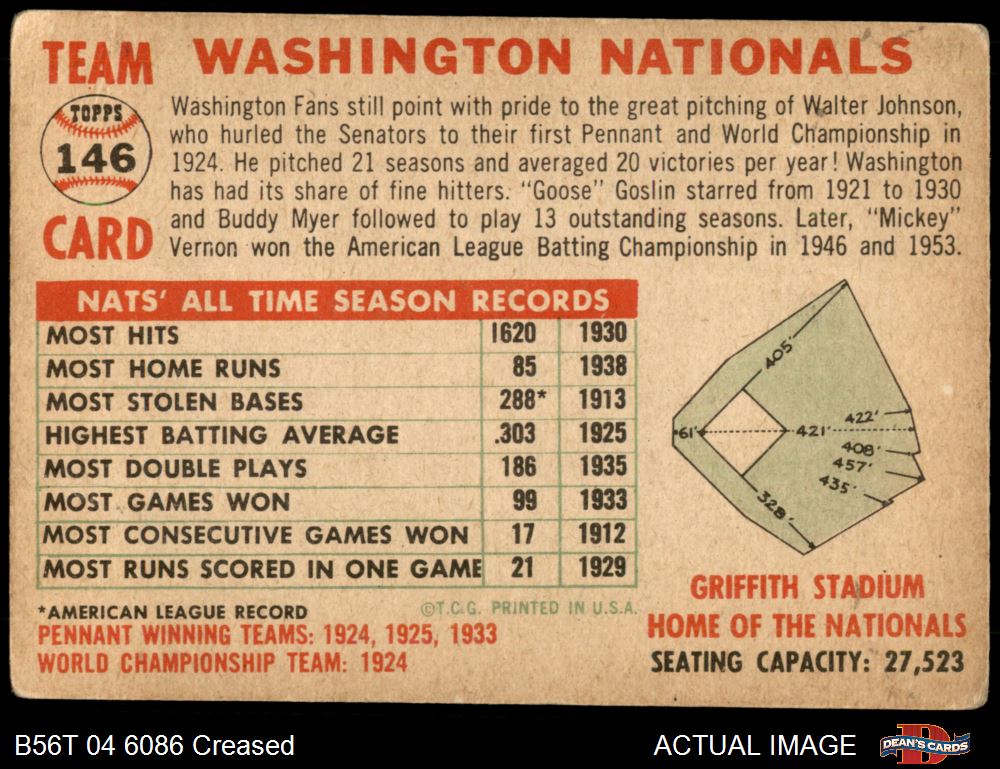 TEAM WASHINGTON NATIONALS
TOPPS
146
CARD
Washington Fans still point with pride to the great pitching of Walter Johnson,
who hurled the Senators to their first Pennant and World Championship in
1924. He pitched 21 seasons and averaged 20 victories per year! Washington
has had its share of fine hitters. "Goose" Goslin starred from 1921 to 1930
and Buddy Myer followed to play 13 outstanding seasons. Later, "Mickey"
Vernon won the American League Batting Championship in 1946 and 1953.
NATS' ALL TIME SEASON RECORDS
MOST HITS 1620 1930
MOST HOME RUNS 85 1938
MOST STOLEN BASES 288* 1913
HIGHEST BATTING AVERAGE .303 1925
MOST DOUBLE PLAYS 186 1935
MOST GAMES WON 99 1933
MOST CONSECUTIVE GAMES WON 17 1912
MOST RUNS SCORED IN ONE GAME 21 1929
*AMERICAN LEAGUE RECORD
©T.C.G. PRINTED IN U.S.A.
PENNANT WINNING TEAMS: 1924, 1925, 1933
WORLD CHAMPIONSHIP TEAM: 1924
405'
422'
61'
421'
408'
457'
435'
328'
GRIFFITH STADIUM
HOME OF THE NATIONALS
SEATING CAPACITY: 27,523
B56T 04 6086 Creased
ACTUAL IMAGE
DEAN'S CARDS